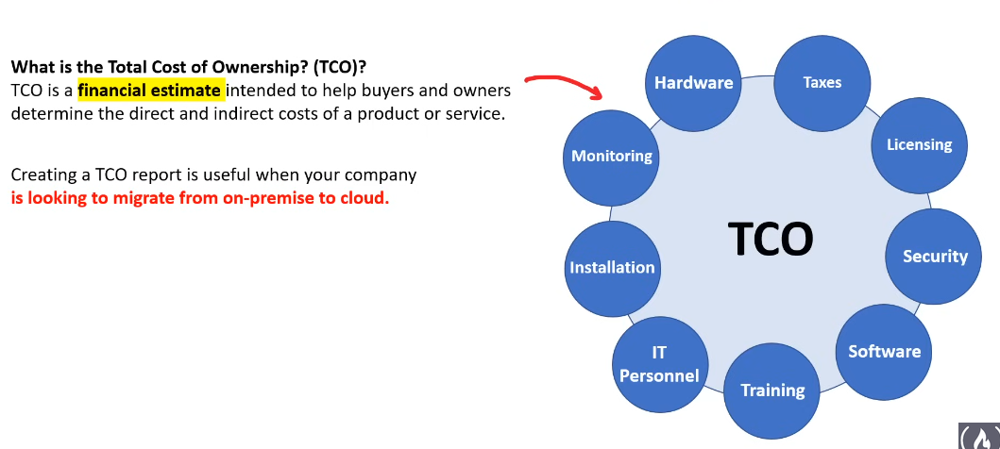 What is the Total Cost of Ownership? (TCO)?
TCO is a financial estimate intended to help buyers and owners
determine the direct and indirect costs of a product or service.
Creating a TCO report is useful when your company
is looking to migrate from on-premise to cloud.
Hardware
Taxes
Licensing
Security
Software
Training
IT
Personnel
Installation
Monitoring
TCO